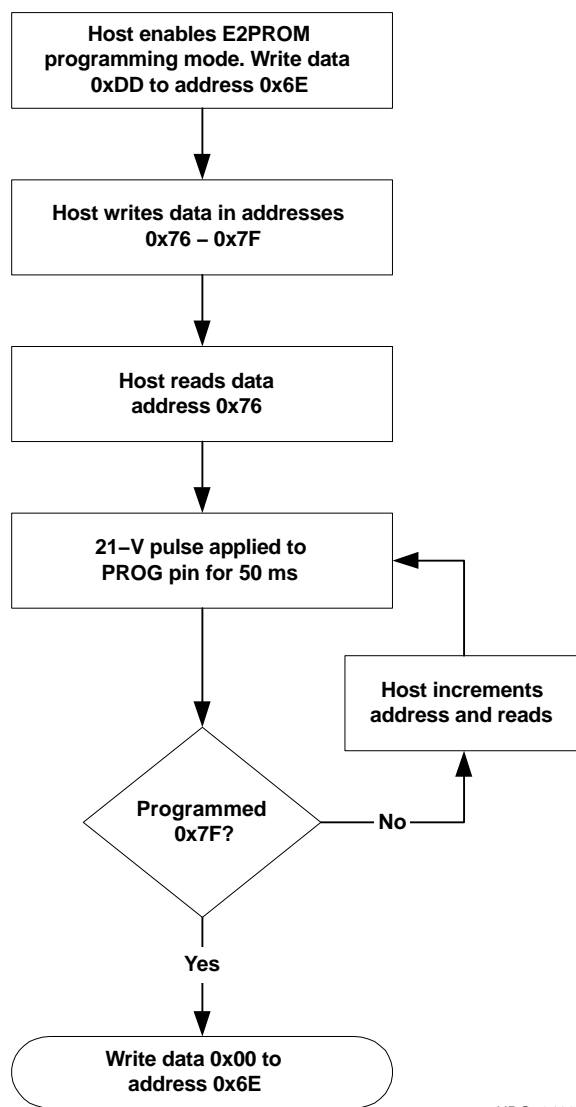 Host enables E2PROM
programming mode. Write data
0xDD to address 0x6E
Host writes data in addresses
0x76 – 0x7F
Host reads data
address 0x76
21–V pulse applied to
PROG pin for 50 ms
Host increments
address and reads
Programmed
0x7F?
No
Yes
Write data 0x00 to
address 0x6E